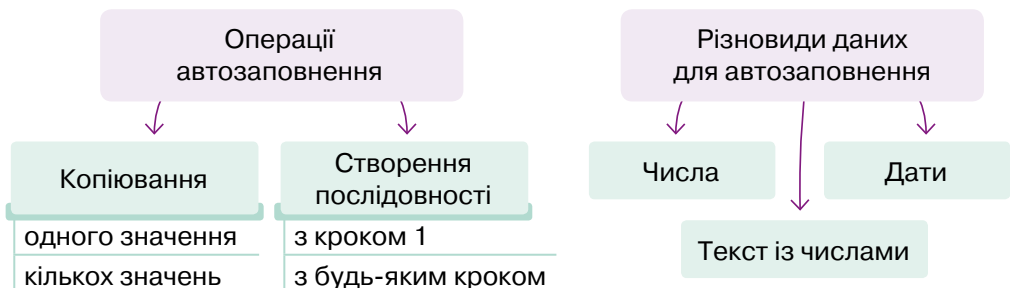 Операції
автозаповнення
Копіювання
одного значення
кількох значень
Створення
послідовності
з кроком 1
з будь-яким кроком
Різновиди даних
для автозаповнення
Числа
Дати
Текст із числами